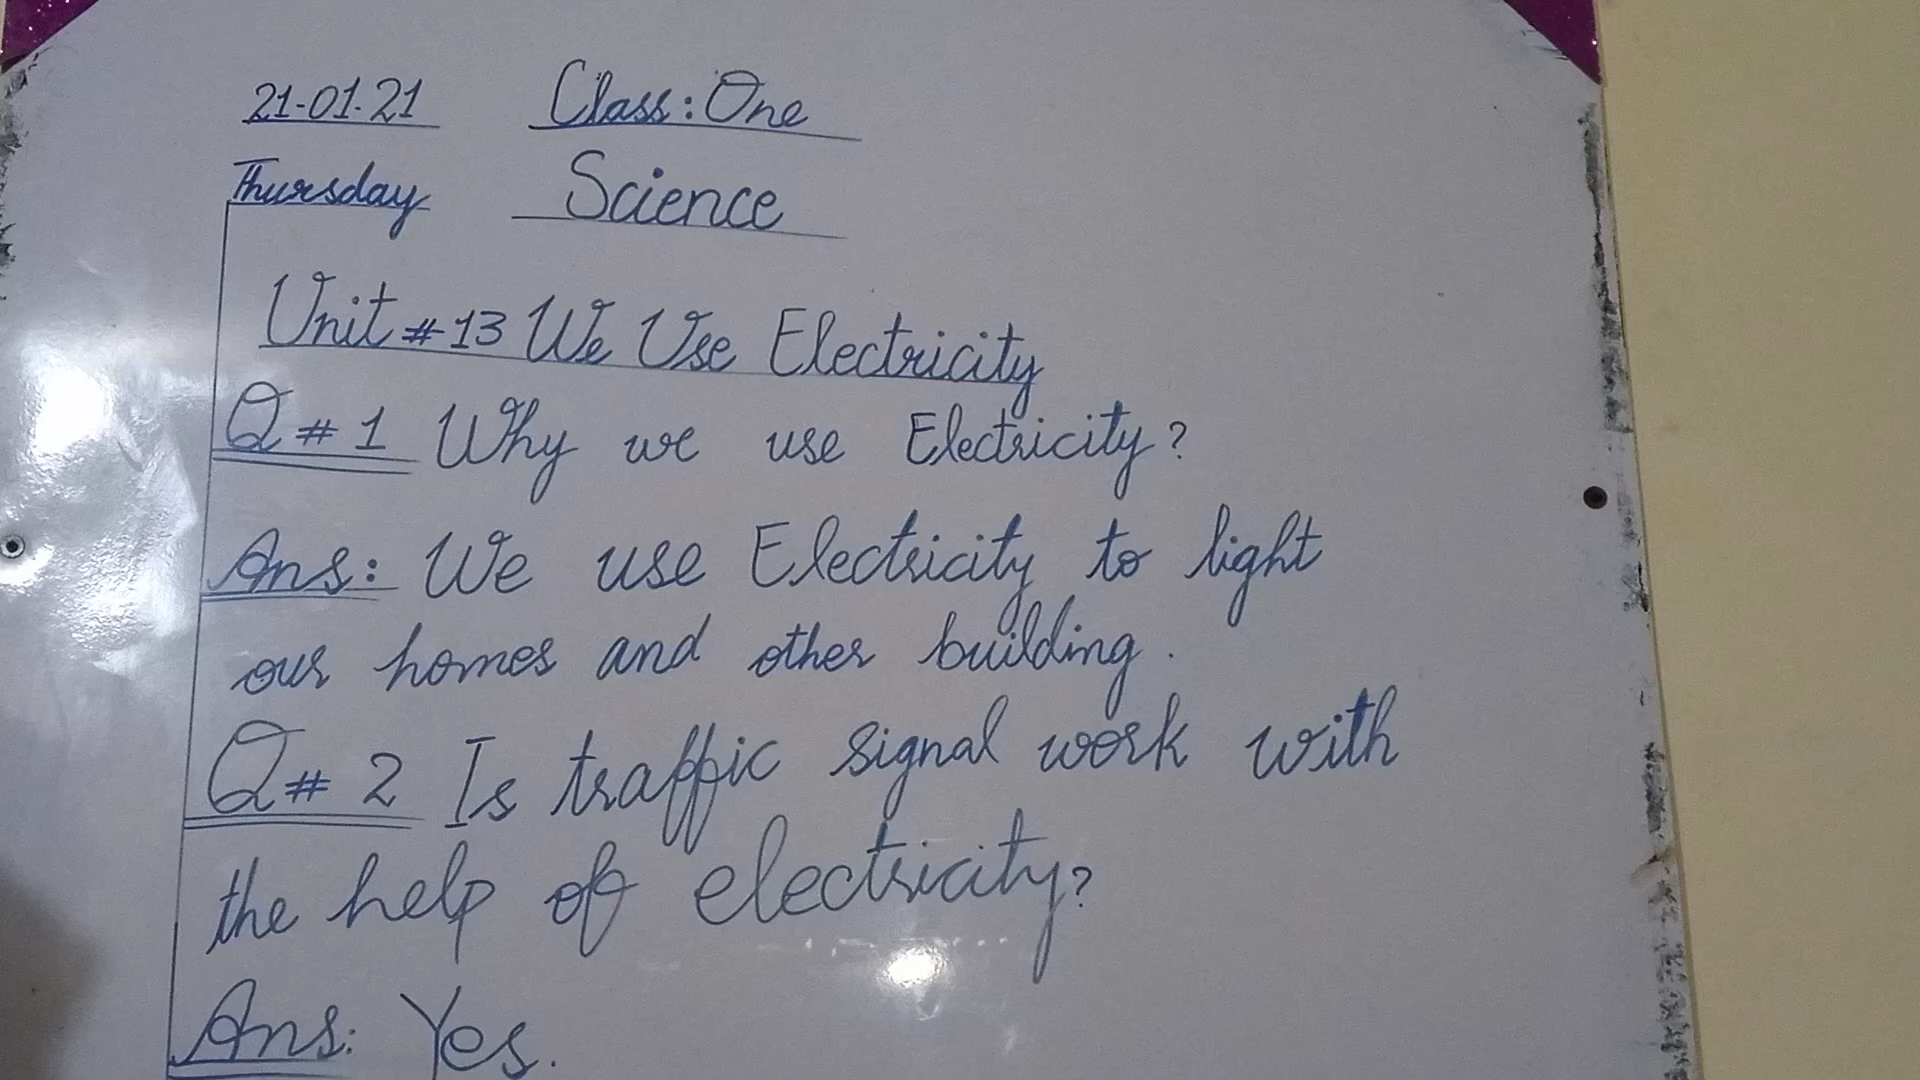 21-01-21 Class: One
Thursday Science
Unit # 13 We Use Electricity
Q # 1 Why we use Electricity?
Ans: We use Electricity to light
our homes and other building.
Q # 2 Is traffic signal work with
the help of electricity?
Ans: Yes.